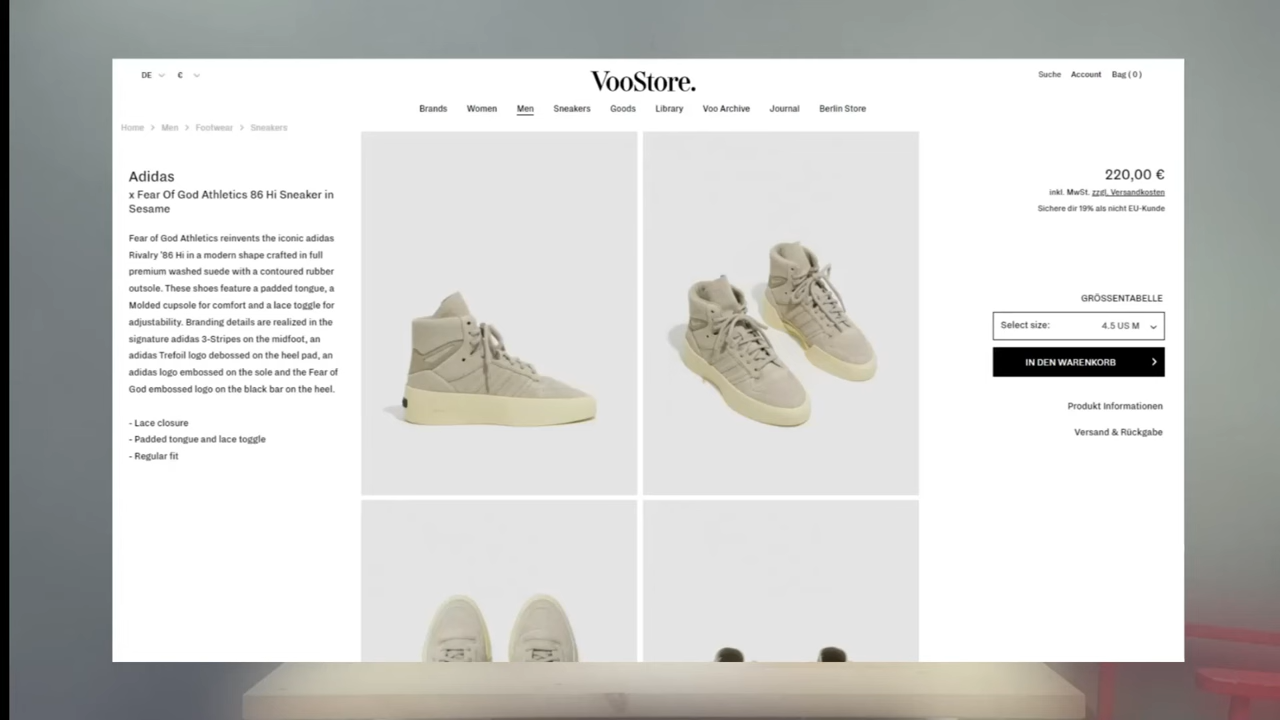 DE €
VooStore.
Suche Account Bag ( 0 )
Brands Women Men Sneakers Goods Library Voo Archive Journal Berlin Store
Home > Men > Footwear > Sneakers
Adidas
x Fear Of God Athletics 86 Hi Sneaker in
Sesame
Fear of God Athletics reinvents the iconic adidas
Rivalry '86 Hi in a modern shape crafted in full
premium washed suede with a contoured rubber
outsole. These shoes feature a padded tongue, a
Molded cupsole for comfort and a lace toggle for
adjustability. Branding details are realized in the
signature adidas 3-Stripes on the midfoot, an
adidas Trefoil logo debossed on the heel pad, an
adidas logo embossed on the sole and the Fear of
God embossed logo on the black bar on the heel.
- Lace closure
- Padded tongue and lace toggle
- Regular fit
220,00 €
inkl. MwSt. zzgl. Versandkosten
Sichere dir 19% als nicht EU-Kunde
GRÖSSENTABELLE
Select size: 4.5 US M
IN DEN WARENKORB
Produkt Informationen
Versand & Rückgabe